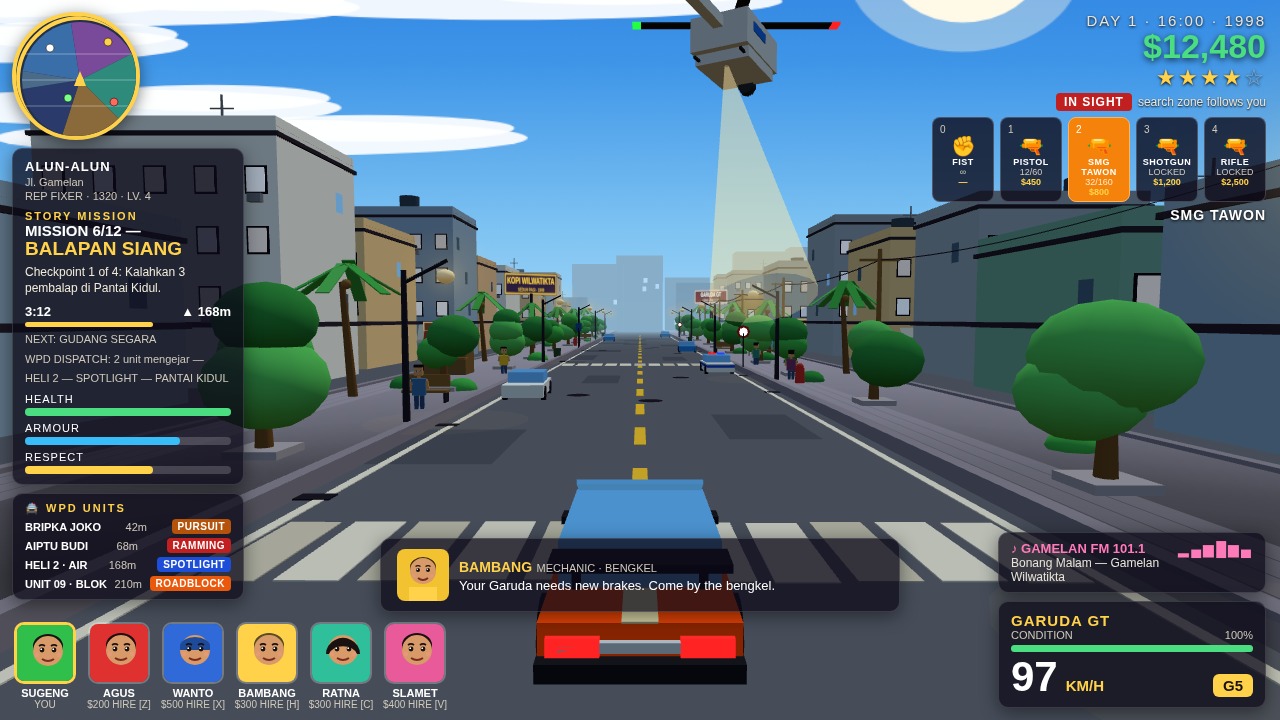 DAY 1 · 16:00 · 1998
$12,480
★★★★☆
IN SIGHT search zone follows you
0
FIST
∞
—
1
PISTOL
12/60
$450
2
SMG TAWON
32/160
$800
3
SHOTGUN
LOCKED
$1,200
4
RIFLE
LOCKED
$2,500
SMG TAWON
ALUN-ALUN
Jl. Gamelan
REP FIXER · 1320 · LV. 4
STORY MISSION
MISSION 6/12 —
BALAPAN SIANG
Checkpoint 1 of 4: Kalahkan 3
pembalap di Pantai Kidul.
3:12 ▲ 168m
NEXT: GUDANG SEGARA
WPD DISPATCH: 2 unit mengejar —
HELI 2 — SPOTLIGHT — PANTAI KIDUL
HEALTH
ARMOUR
RESPECT
WPD UNITS
BRIPKA JOKO 42m PURSUIT
AIPTU BUDI 68m RAMMING
HELI 2 · AIR 168m SPOTLIGHT
UNIT 09 · BLOK 210m ROADBLOCK
KOPI WILWATIKTA
GARUDA GT
BAMBANG MECHANIC · BENGKEL
Your Garuda needs new brakes. Come by the bengkel.
♪ GAMELAN FM 101.1
Bonang Malam — Gamelan
Wilwatikta
GARUDA GT
CONDITION 100%
97 KM/H G5
SUGENG
YOU
AGUS
$200 HIRE [Z]
WANTO
$500 HIRE [X]
BAMBANG
$300 HIRE [H]
RATNA
$300 HIRE [C]
SLAMET
$400 HIRE [V]